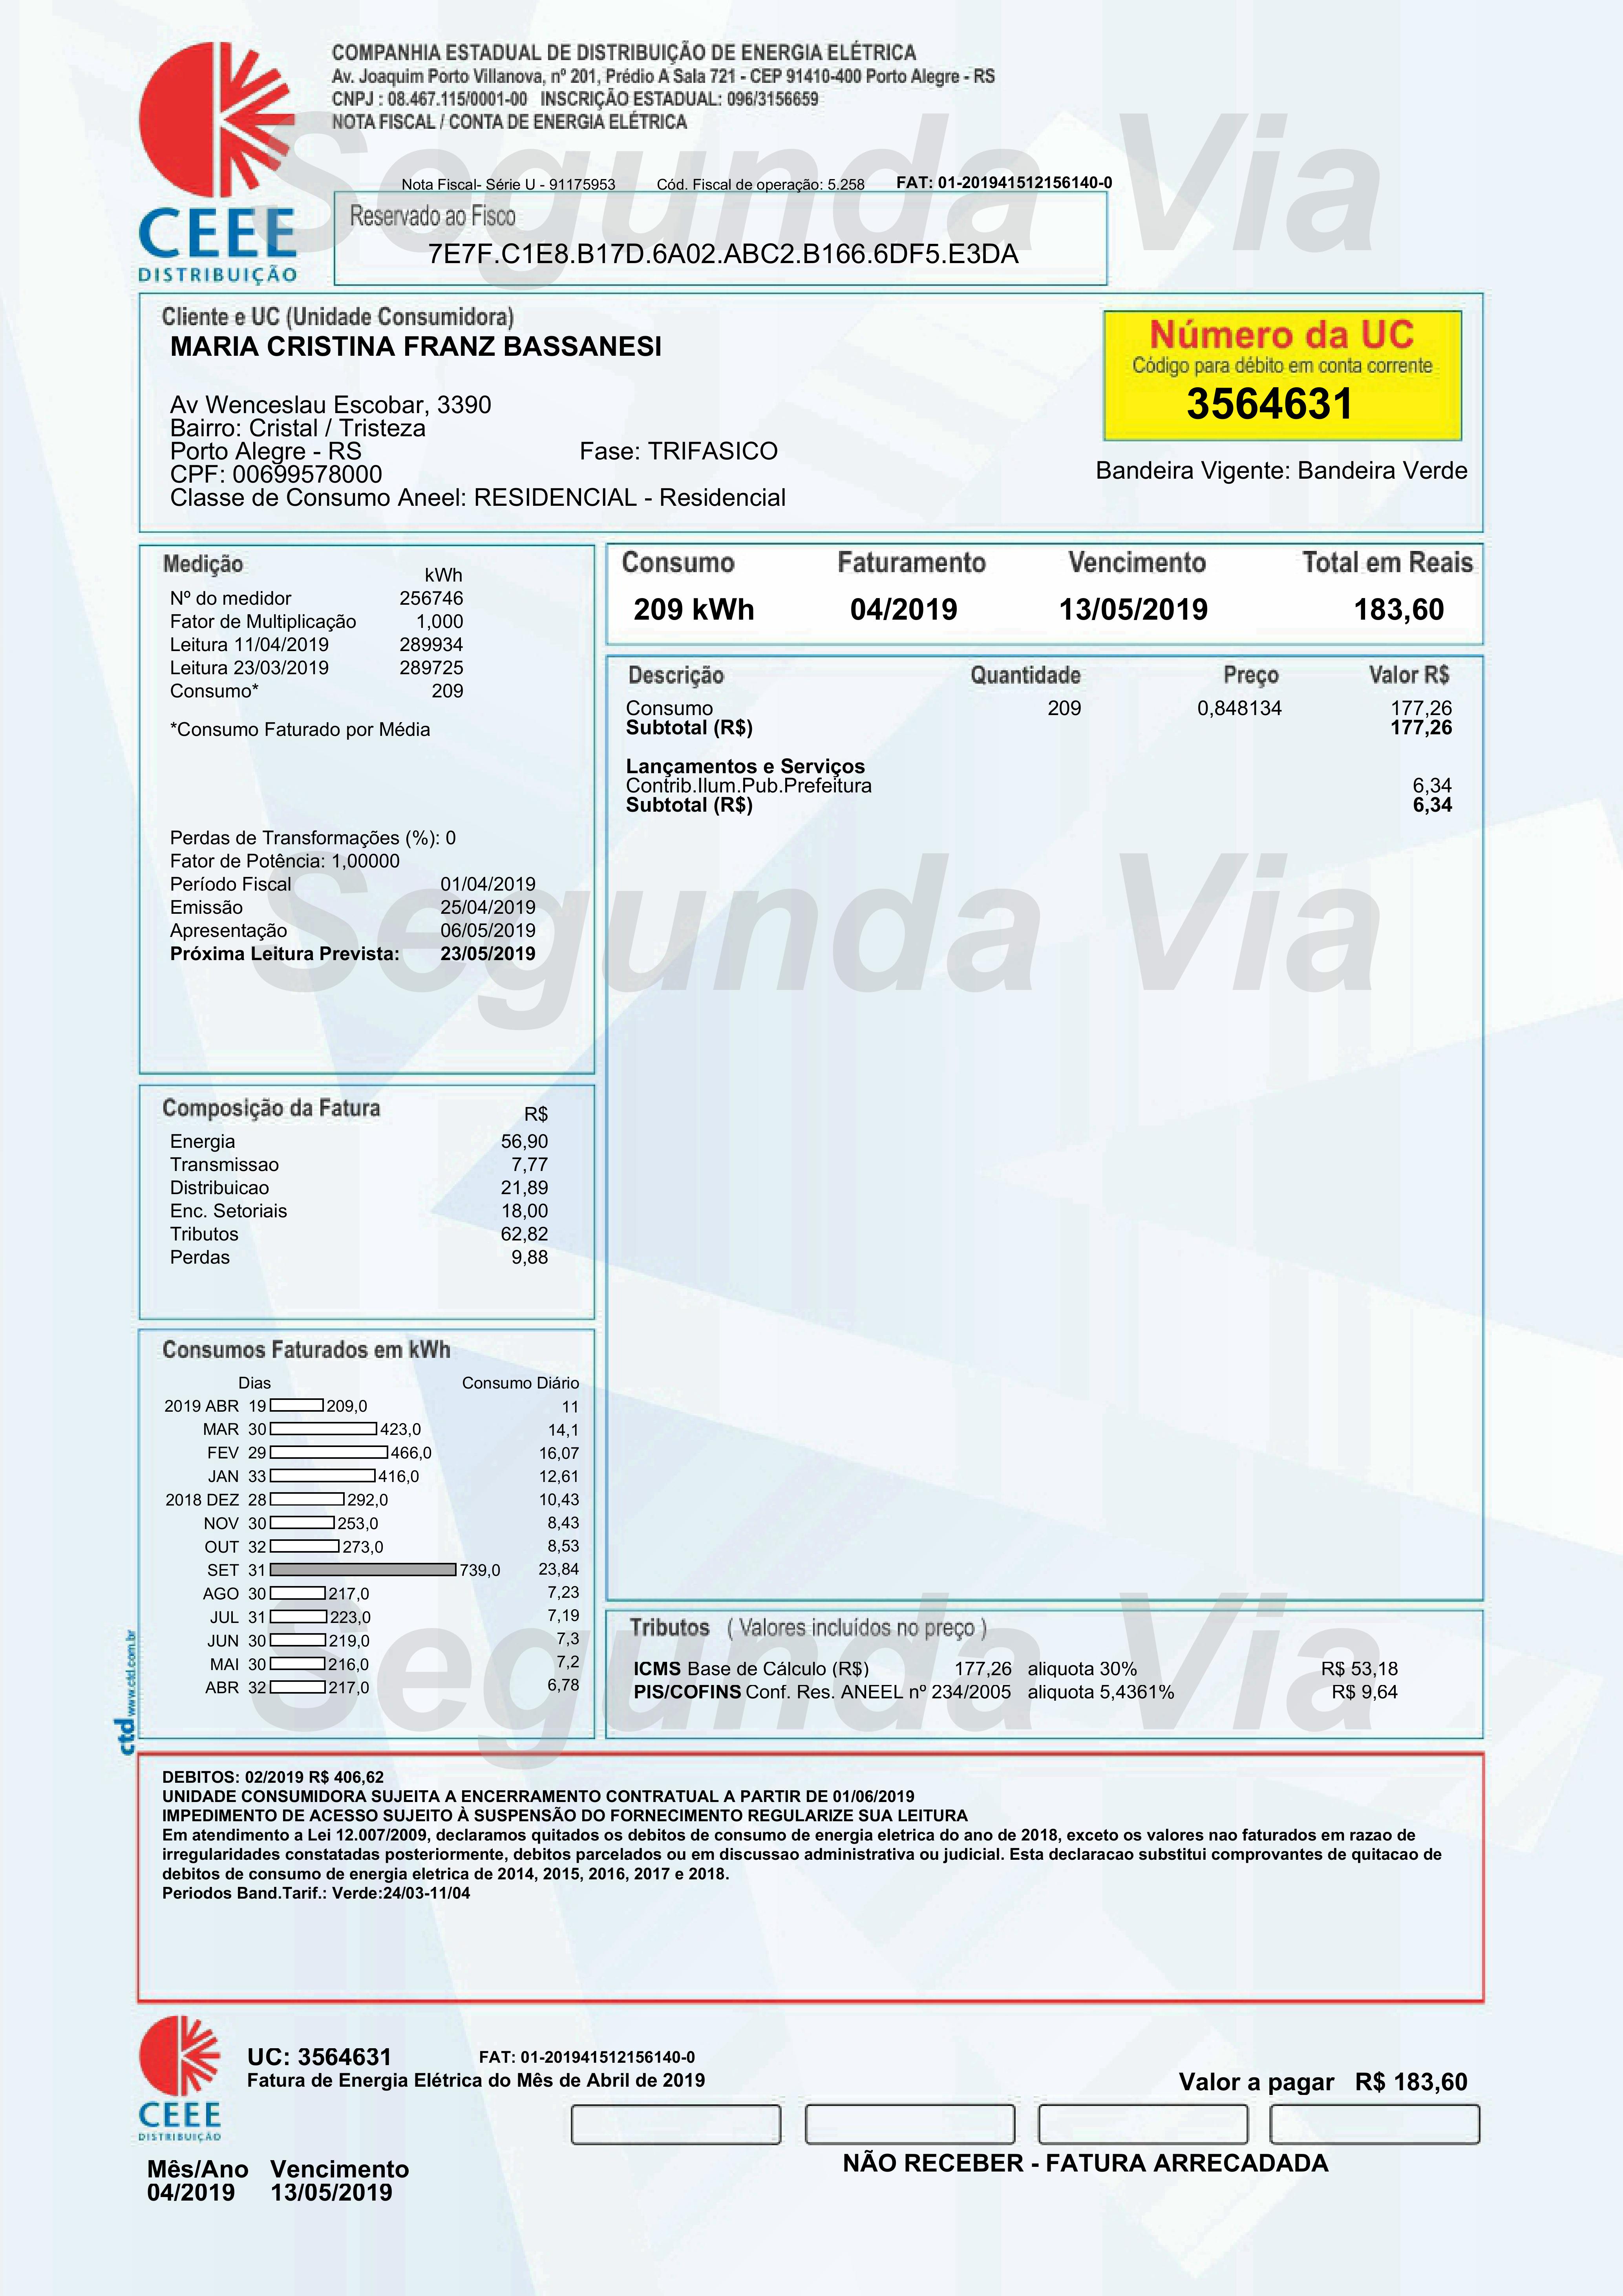 COMPANHIA ESTADUAL DE DISTRIBUIÇÃO DE ENERGIA ELÉTRICA
Av. Joaquim Porto Villanova, nº 201, Prédio A Sala 721 - CEP 91410-400 Porto Alegre - RS
CNPJ : 08.467.115/0001-00 INSCRIÇÃO ESTADUAL: 096/3156659
NOTA FISCAL / CONTA DE ENERGIA ELÉTRICA
Segunda Via
Nota Fiscal- Série U - 91175953 Cód. Fiscal de operação: 5.258 FAT: 01-201941512156140-0
CEEE
DISTRIBUIÇÃO
Reservado ao Fisco
7E7F.C1E8.B17D.6A02.ABC2.B166.6DF5.E3DA
Cliente e UC (Unidade Consumidora)
MARIA CRISTINA FRANZ BASSANESI
Av Wenceslau Escobar, 3390
Bairro: Cristal / Tristeza
Porto Alegre - RS Fase: TRIFASICO
CPF: 00699578000
Classe de Consumo Aneel: RESIDENCIAL - Residencial
Número da UC
Código para débito em conta corrente
3564631
Bandeira Vigente: Bandeira Verde
Medição
kWh
Nº do medidor 256746
Fator de Multiplicação 1,000
Leitura 11/04/2019 289934
Leitura 23/03/2019 289725
Consumo* 209
*Consumo Faturado por Média
Perdas de Transformações (%): 0
Fator de Potência: 1,00000
Período Fiscal 01/04/2019
Emissão 25/04/2019
Apresentação 06/05/2019
Próxima Leitura Prevista: 23/05/2019
Consumo Faturamento Vencimento Total em Reais
209 kWh 04/2019 13/05/2019 183,60
Descrição Quantidade Preço Valor R$
Consumo 209 0,848134 177,26
Subtotal (R$) 177,26
Lançamentos e Serviços
Contrib.Ilum.Pub.Prefeitura 6,34
Subtotal (R$) 6,34
Segunda Via
Composição da Fatura R$
Energia 56,90
Transmissao 7,77
Distribuicao 21,89
Enc. Setoriais 18,00
Tributos 62,82
Perdas 9,88
Consumos Faturados em kWh
Dias Consumo Diário
2019 ABR 19 209,0 11
MAR 30 423,0 14,1
FEV 29 466,0 16,07
JAN 33 416,0 12,61
2018 DEZ 28 292,0 10,43
NOV 30 253,0 8,43
OUT 32 273,0 8,53
SET 31 739,0 23,84
AGO 30 217,0 7,23
JUL 31 223,0 7,19
JUN 30 219,0 7,3
MAI 30 216,0 7,2
ABR 32 217,0 6,78
Segunda Via
Tributos ( Valores incluídos no preço )
ICMS Base de Cálculo (R$) 177,26 aliquota 30% R$ 53,18
PIS/COFINS Conf. Res. ANEEL nº 234/2005 aliquota 5,4361% R$ 9,64
ctd www.ctd.com.br
DEBITOS: 02/2019 R$ 406,62
UNIDADE CONSUMIDORA SUJEITA A ENCERRAMENTO CONTRATUAL A PARTIR DE 01/06/2019
IMPEDIMENTO DE ACESSO SUJEITO À SUSPENSÃO DO FORNECIMENTO REGULARIZE SUA LEITURA
Em atendimento a Lei 12.007/2009, declaramos quitados os debitos de consumo de energia eletrica do ano de 2018, exceto os valores nao faturados em razao de
irregularidades constatadas posteriormente, debitos parcelados ou em discussao administrativa ou judicial. Esta declaracao substitui comprovantes de quitacao de
debitos de consumo de energia eletrica de 2014, 2015, 2016, 2017 e 2018.
Periodos Band.Tarif.: Verde:24/03-11/04
CEEE
DISTRIBUIÇÃO
UC: 3564631 FAT: 01-201941512156140-0
Fatura de Energia Elétrica do Mês de Abril de 2019
Valor a pagar R$ 183,60
NÃO RECEBER - FATURA ARRECADADA
Mês/Ano Vencimento
04/2019 13/05/2019